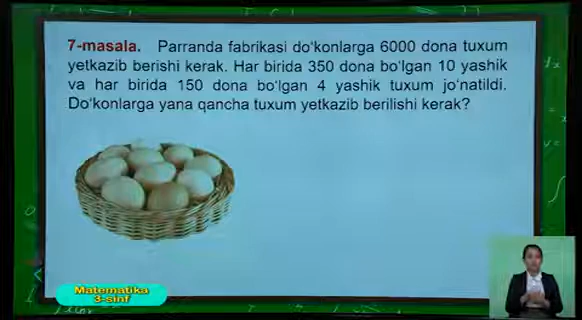 7-masala. Parranda fabrikasi do‘konlarga 6000 dona tuxum
yetkazib berishi kerak. Har birida 350 dona bo‘lgan 10 yashik
va har birida 150 dona bo‘lgan 4 yashik tuxum jo‘natildi.
Do‘konlarga yana qancha tuxum yetkazib berilishi kerak?
Matematika
3-sinf